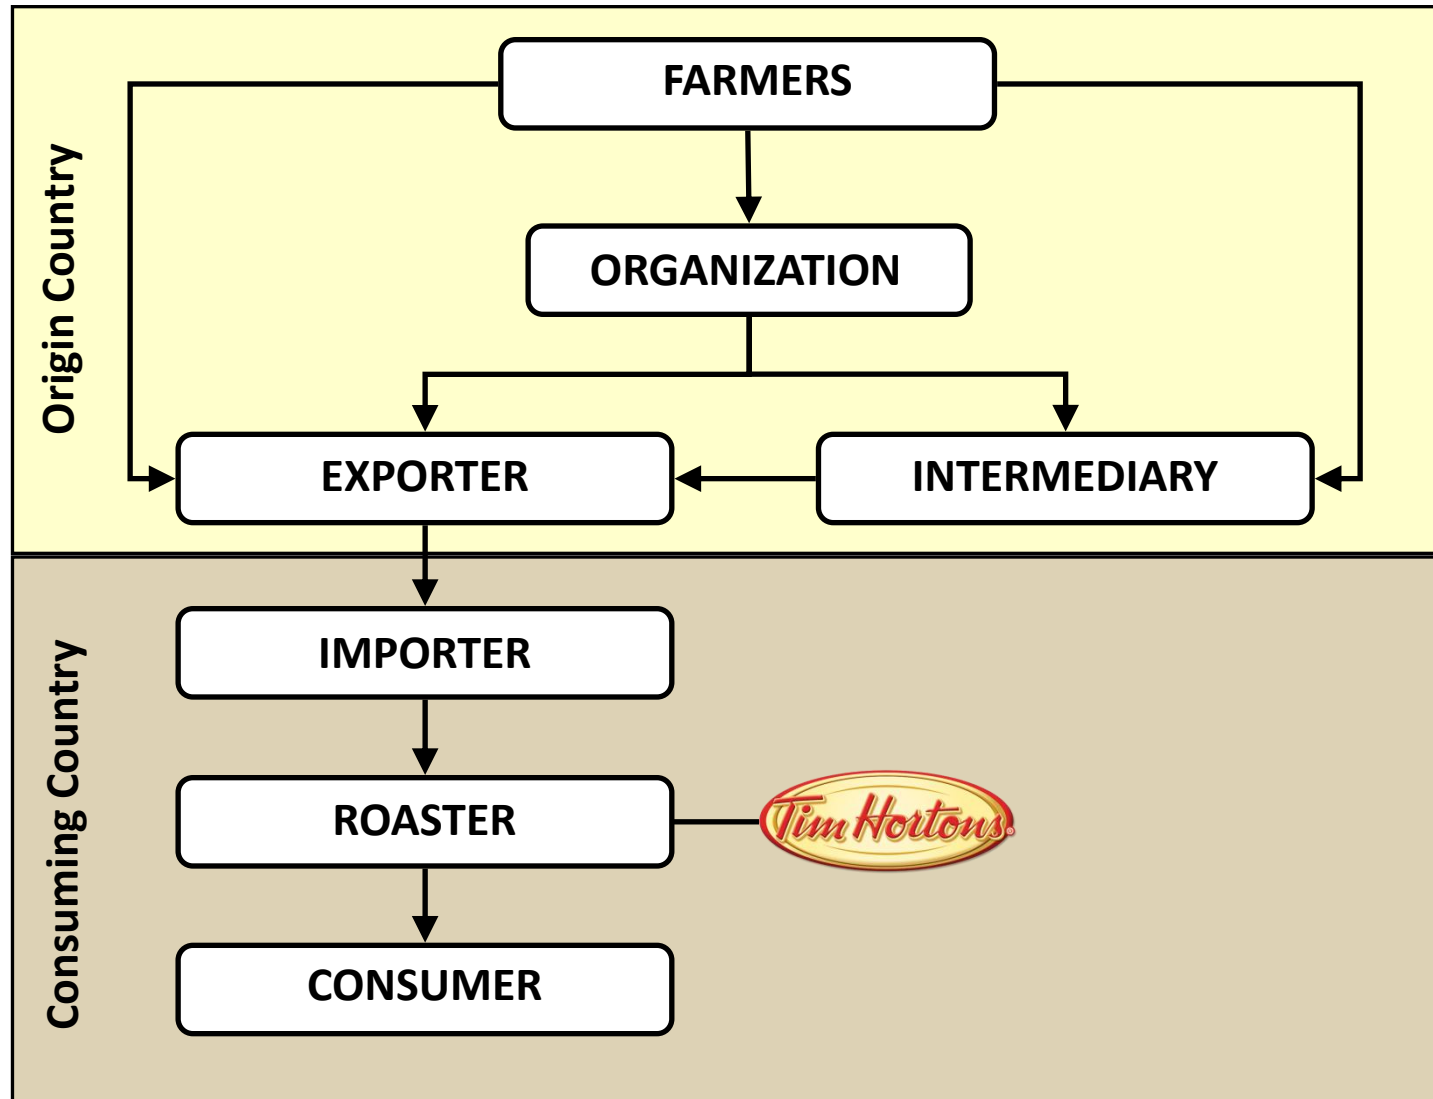 Origin Country
FARMERS
ORGANIZATION
EXPORTER
INTERMEDIARY
Consuming Country
IMPORTER
ROASTER
Tim Hortons®
CONSUMER